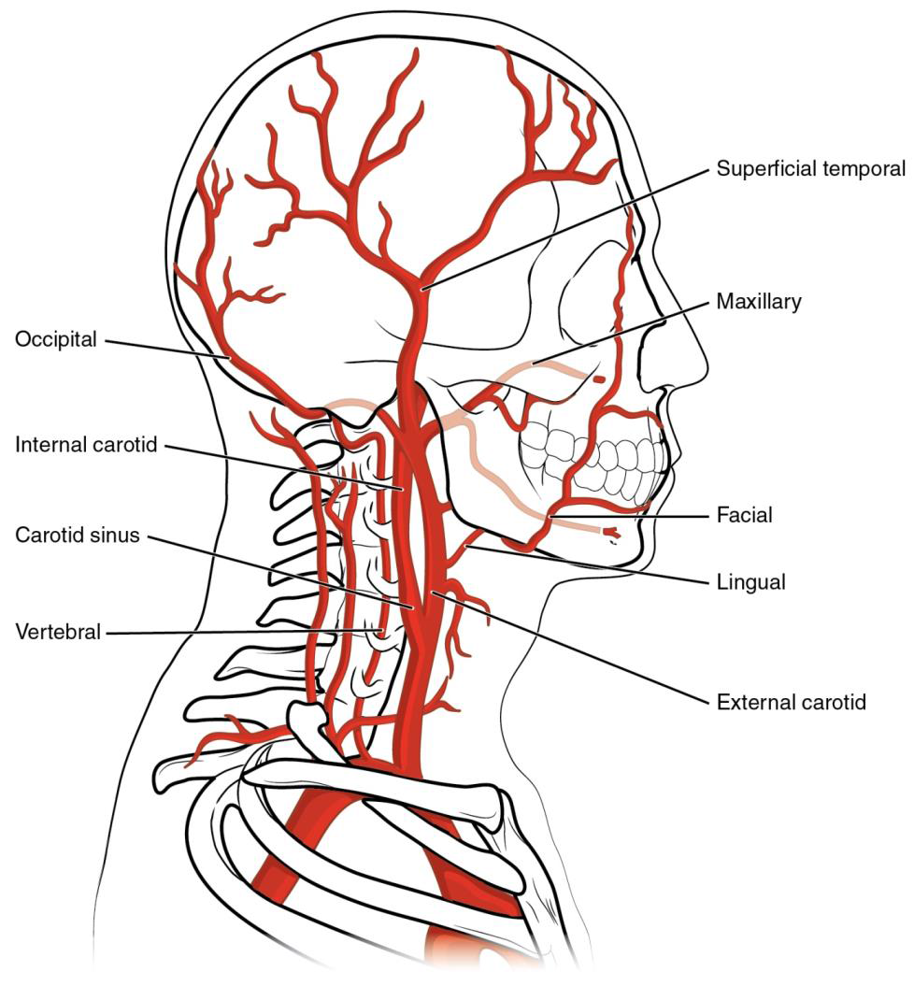 Superficial temporal
Maxillary
Occipital
Internal carotid
Facial
Carotid sinus
Lingual
Vertebral
External carotid